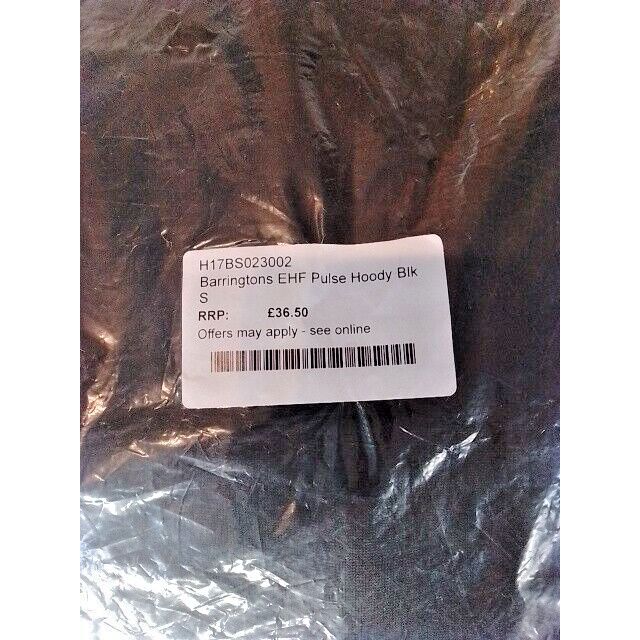 H17BS023002
Barringtons EHF Pulse Hoody Blk
S
RRP: £36.50
Offers may apply - see online